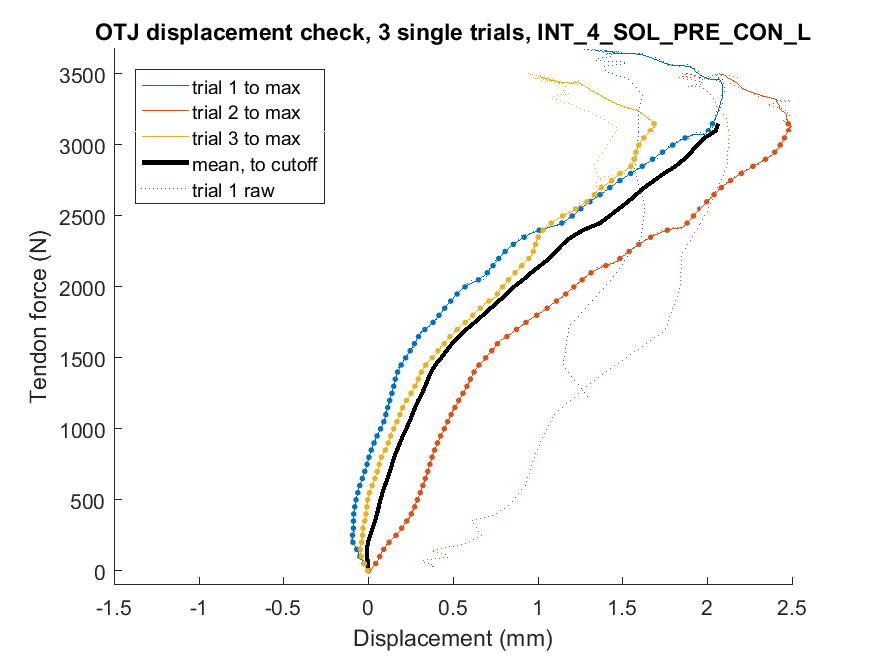 OTJ displacement check, 3 single trials, INT_4_SOL_PRE_CON_L
trial 1 to max
trial 2 to max
trial 3 to max
mean, to cutoff
trial 1 raw
Tendon force (N)
3500
3000
2500
2000
1500
1000
500
0
-1.5 -1 -0.5 0 0.5 1 1.5 2 2.5
Displacement (mm)